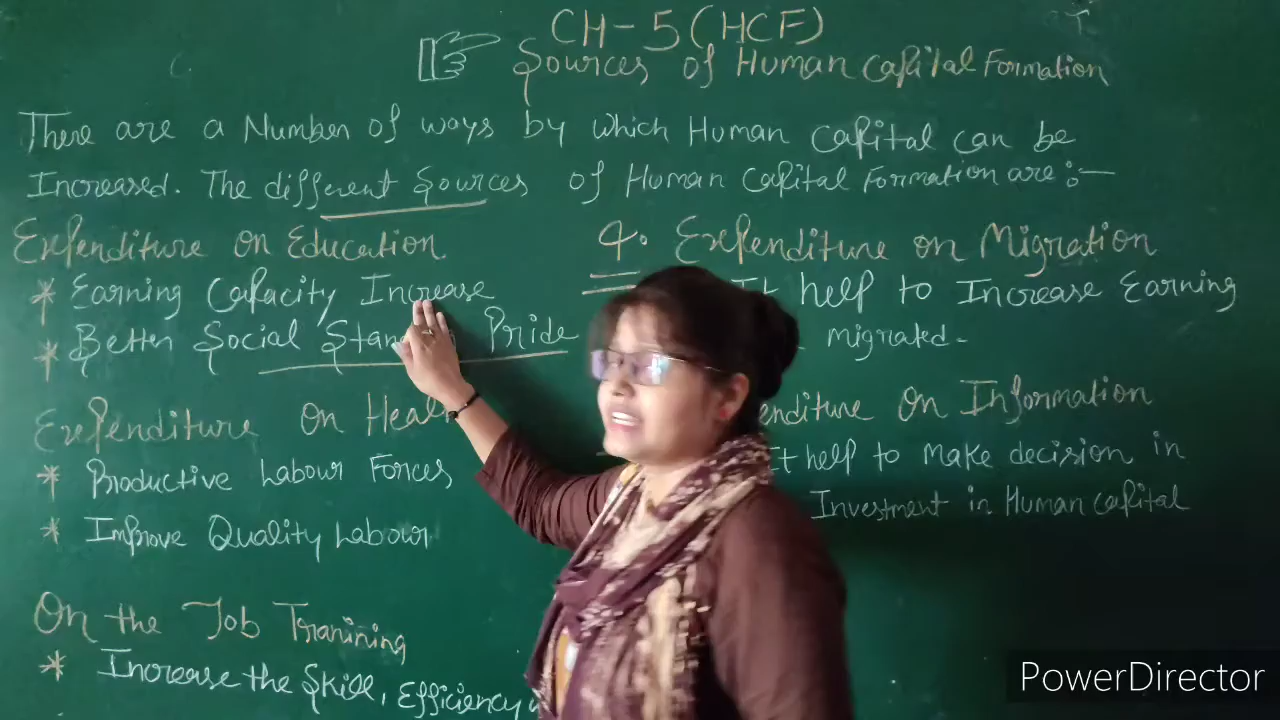 CH-5 (HCF)
Sources of Human Capital Formation
There are a Number of ways by which Human Capital can be
Increased. The different Sources of Human Capital Formation are :-
Expenditure on Education
* Earning Capacity Increase
* Better Social Pride
Expenditure On
* Productive Labour Forces
* Improve Quality Labour
On the Job Tranining
* Increase the Skill, Efficiency
4. Expenditure on Migration
It help to Increase Earning
migrated.
On Information
It help to make decision in
Investment in Human Capital
PowerDirector